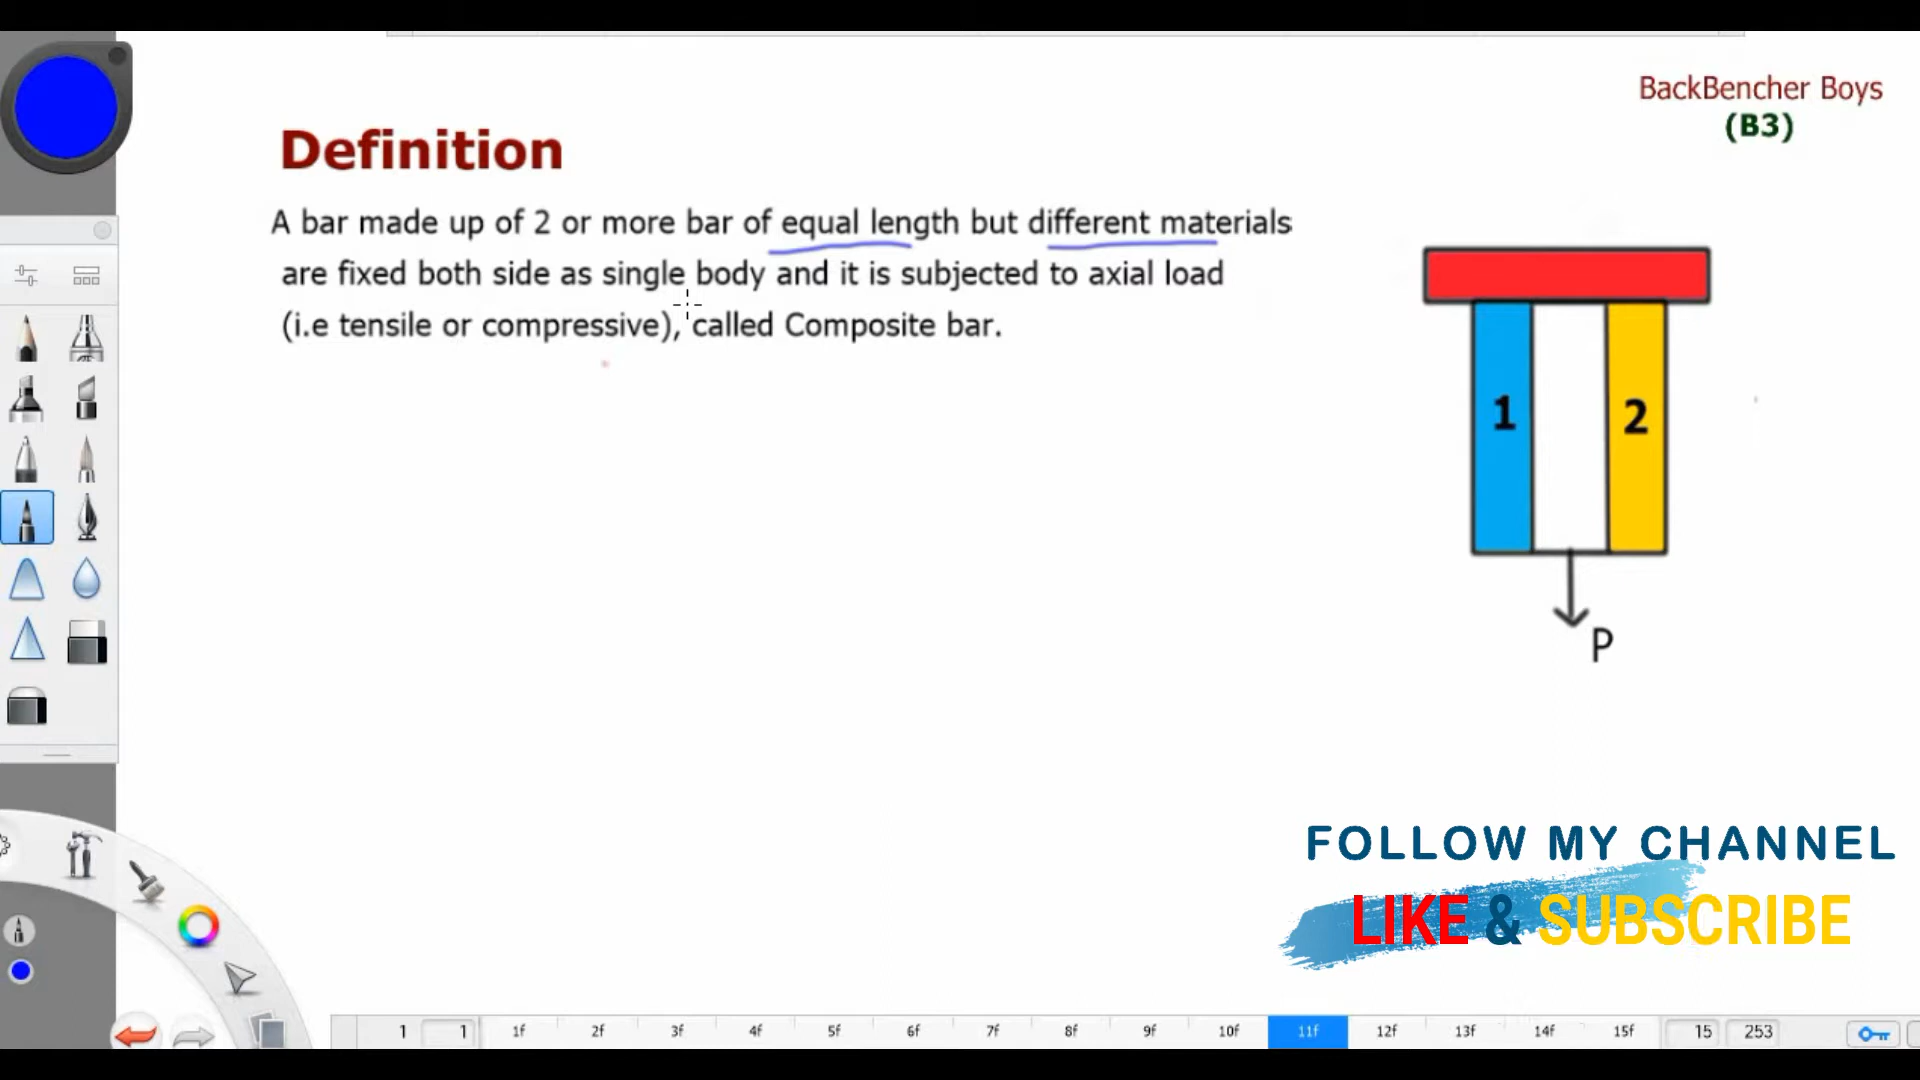 BackBencher Boys
(B3)
Definition
A bar made up of 2 or more bar of equal length but different materials
are fixed both side as single body and it is subjected to axial load
(i.e tensile or compressive), called Composite bar.
1
2
P
FOLLOW MY CHANNEL
LIKE & SUBSCRIBE
1 1 1f 2f 3f 4f 5f 6f 7f 8f 9f 10f 11f 12f 13f 14f 15f 15 253